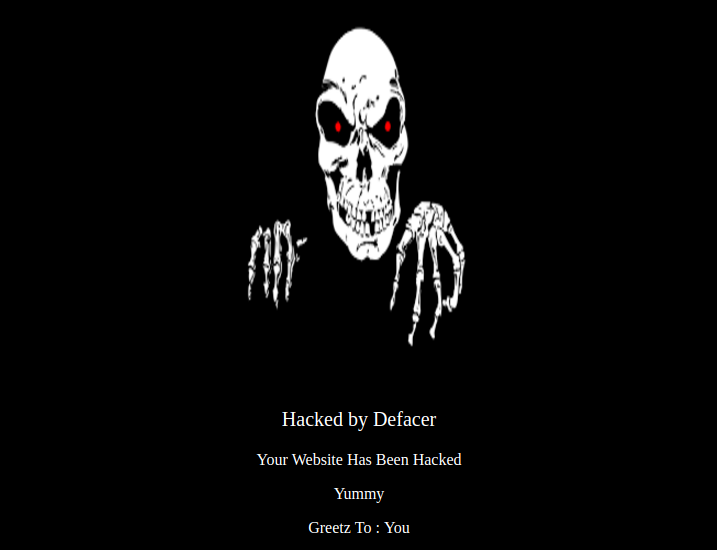 Hacked by Defacer
Your Website Has Been Hacked
Yummy
Greetz To : You